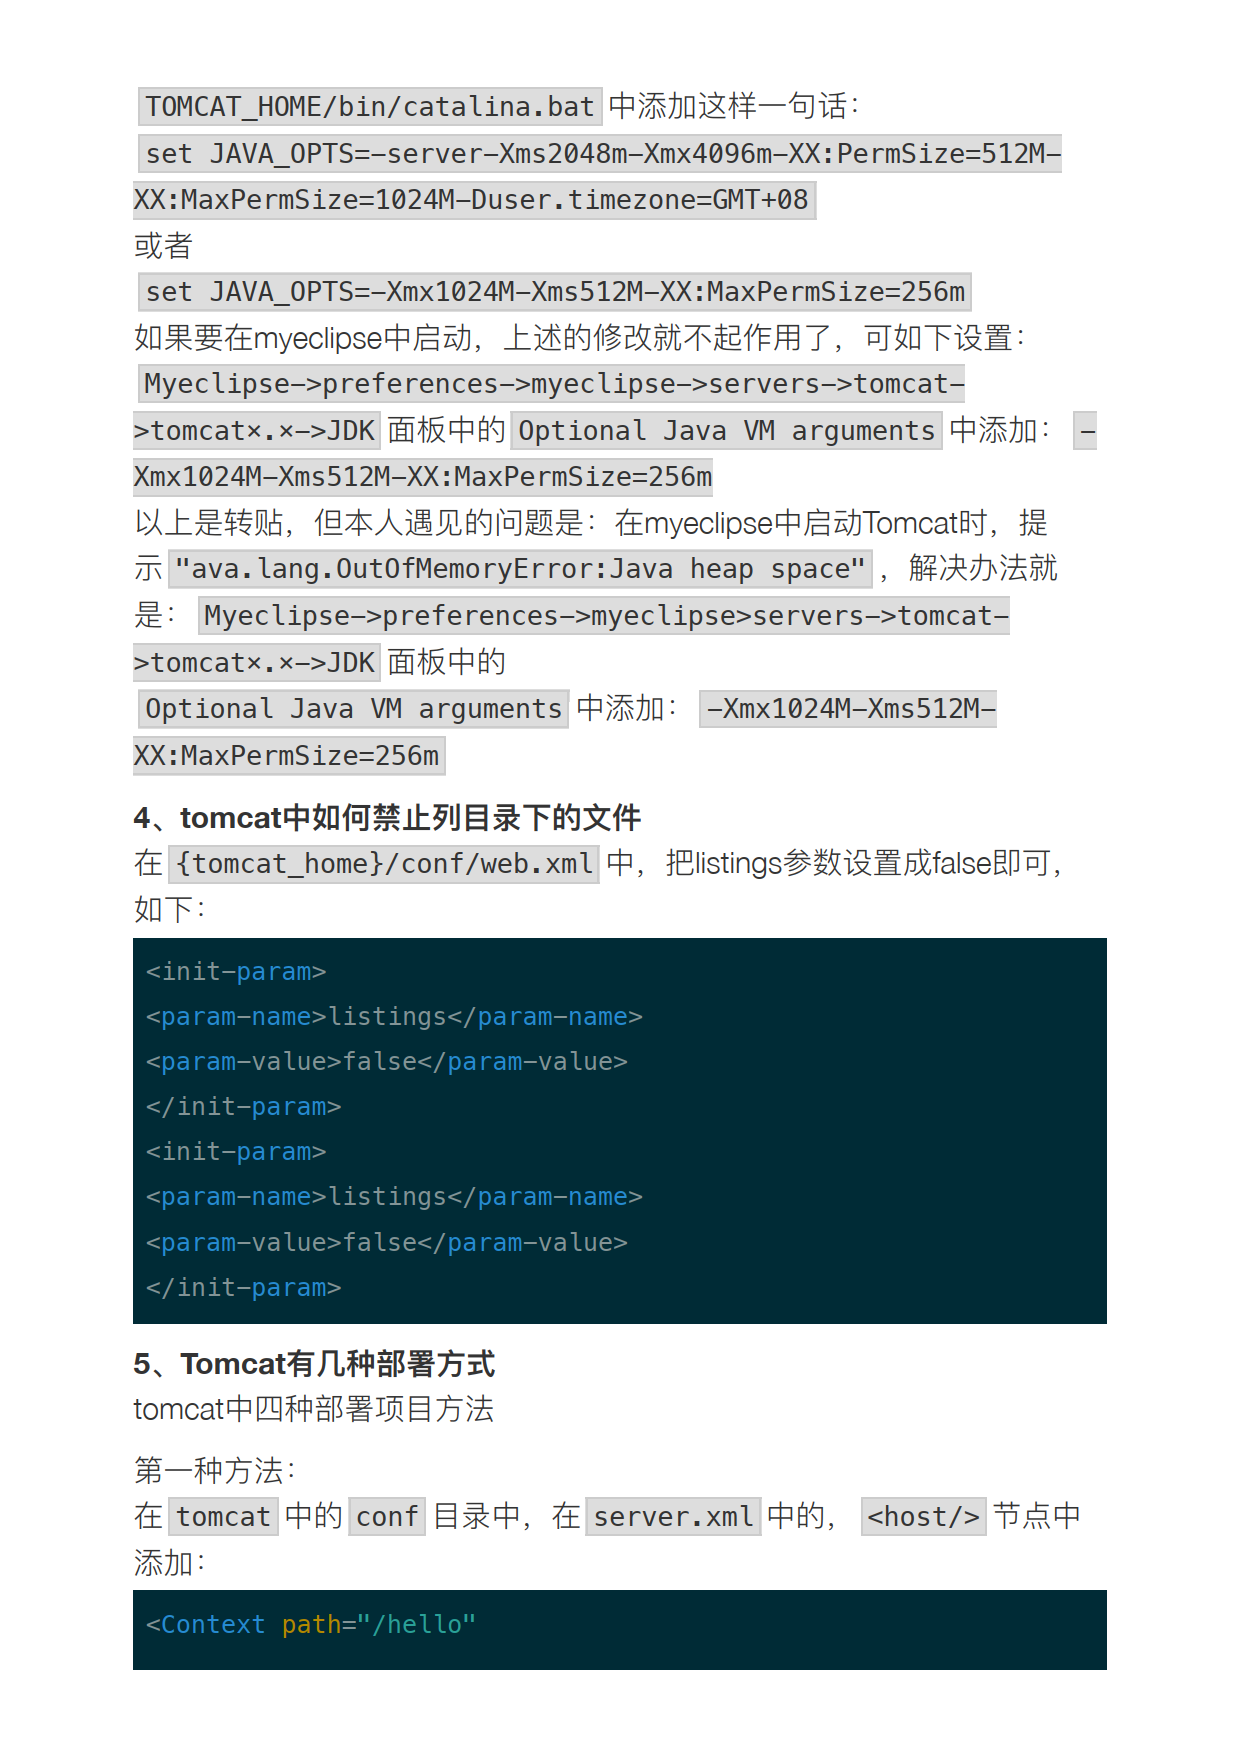 TOMCAT_HOME/bin/catalina.bat 中添加这样一句话：
set JAVA_OPTS=-server-Xms2048m-Xmx4096m-XX:PermSize=512M-
XX:MaxPermSize=1024M-Duser.timezone=GMT+08
或者
set JAVA_OPTS=-Xmx1024M-Xms512M-XX:MaxPermSize=256m
如果要在myeclipse中启动，上述的修改就不起作用了，可如下设置：
Myeclipse->preferences->myeclipse->servers->tomcat-
>tomcat×.×->JDK 面板中的 Optional Java VM arguments 中添加： -
Xmx1024M-Xms512M-XX:MaxPermSize=256m
以上是转贴，但本人遇见的问题是：在myeclipse中启动Tomcat时，提
示 "ava.lang.OutOfMemoryError:Java heap space" ，解决办法就
是： Myeclipse->preferences->myeclipse>servers->tomcat-
>tomcat×.×->JDK 面板中的
Optional Java VM arguments 中添加： -Xmx1024M-Xms512M-
XX:MaxPermSize=256m
4、tomcat中如何禁止列目录下的文件
在 {tomcat_home}/conf/web.xml 中，把listings参数设置成false即可，
如下：
<init-param>
<param-name>listings</param-name>
<param-value>false</param-value>
</init-param>
<init-param>
<param-name>listings</param-name>
<param-value>false</param-value>
</init-param>
5、Tomcat有几种部署方式
tomcat中四种部署项目方法
第一种方法：
在 tomcat 中的 conf 目录中，在 server.xml 中的， <host/> 节点中
添加：
<Context path="/hello"